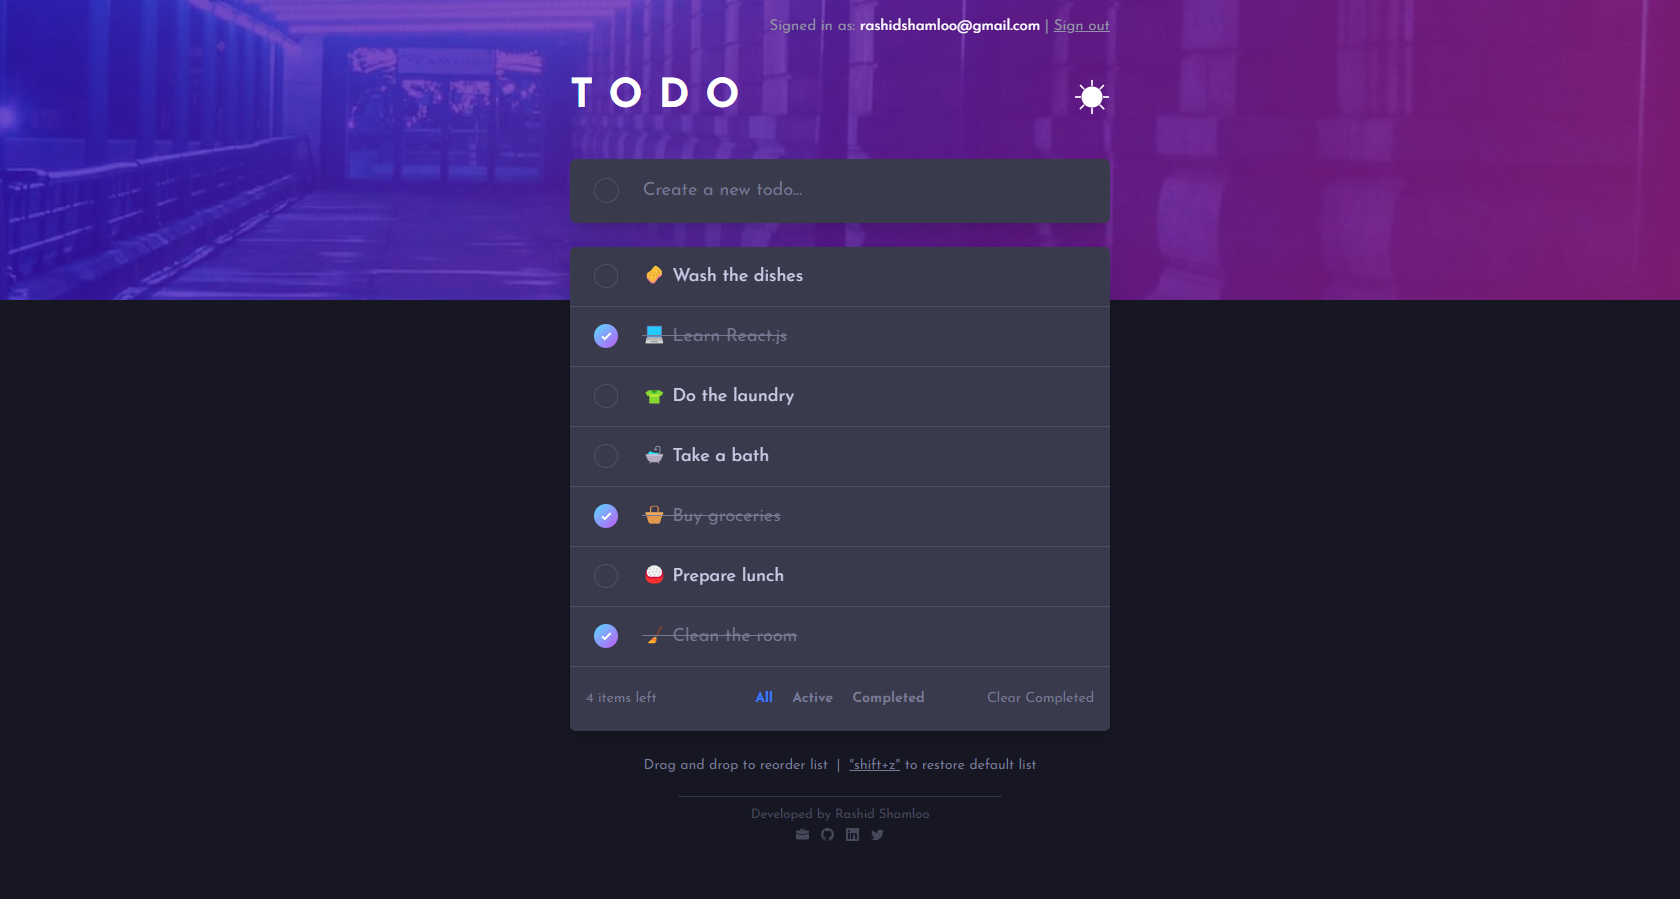 Signed in as: rashidshamloo@gmail.com | Sign out
TODO
Create a new todo...
Wash the dishes
Learn React.js
Do the laundry
Take a bath
Buy groceries
Prepare lunch
Clean the room
4 items left All Active Completed Clear Completed
Drag and drop to reorder list | "shift+z" to restore default list
Developed by Rashid Shamloo